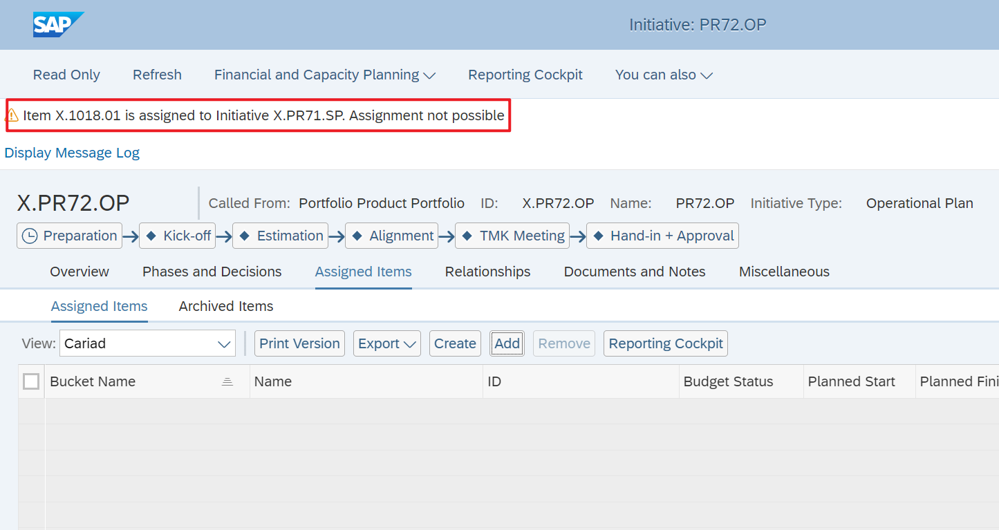 SAP
Initiative: PR72.OP
Read Only Refresh Financial and Capacity Planning Reporting Cockpit You can also
Item X.1018.01 is assigned to Initiative X.PR71.SP. Assignment not possible
Display Message Log
X.PR72.OP Called From: Portfolio Product Portfolio ID: X.PR72.OP Name: PR72.OP Initiative Type: Operational Plan
Preparation Kick-off Estimation Alignment TMK Meeting Hand-in + Approval
Overview Phases and Decisions Assigned Items Relationships Documents and Notes Miscellaneous
Assigned Items Archived Items
View: Cariad Print Version Export Create Add Remove Reporting Cockpit
Bucket Name Name ID Budget Status Planned Start Planned Fini